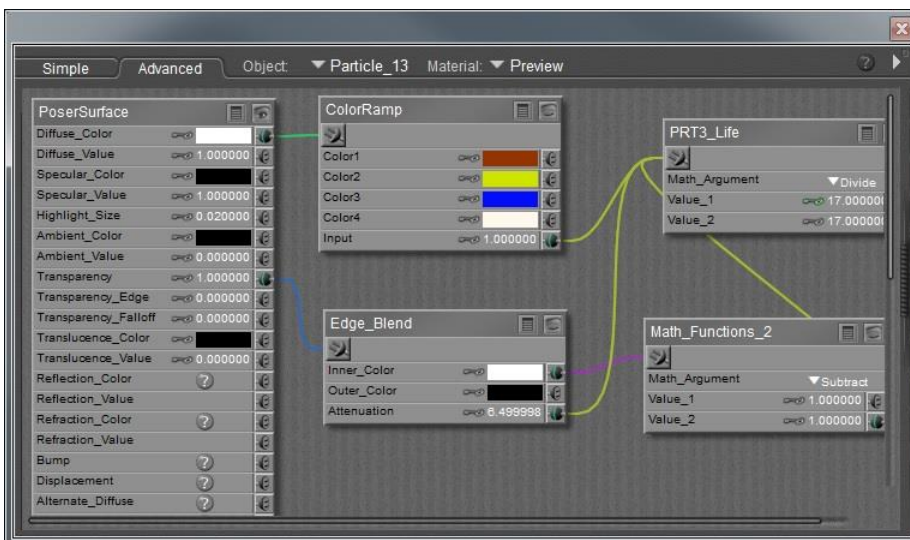 Simple Advanced Object: Particle_13 Material: Preview ?
PoserSurface
Diffuse_Color
Diffuse_Value 1.000000
Specular_Color
Specular_Value 1.000000
Highlight_Size 0.020000
Ambient_Color
Ambient_Value 0.000000
Transparency 1.000000
Transparency_Edge 0.000000
Transparency_Falloff 0.000000
Translucence_Color
Translucence_Value 0.000000
Reflection_Color ?
Reflection_Value
Refraction_Color ?
Refraction_Value
Bump ?
Displacement ?
Alternate_Diffuse ?
ColorRamp
Color1
Color2
Color3
Color4
Input 1.000000
Edge_Blend
Inner_Color
Outer_Color
Attenuation 6.499998
PRT3_Life
Math_Argument Divide
Value_1 17.000000
Value_2 17.000000
Math_Functions_2
Math_Argument Subtract
Value_1 1.000000
Value_2 1.000000